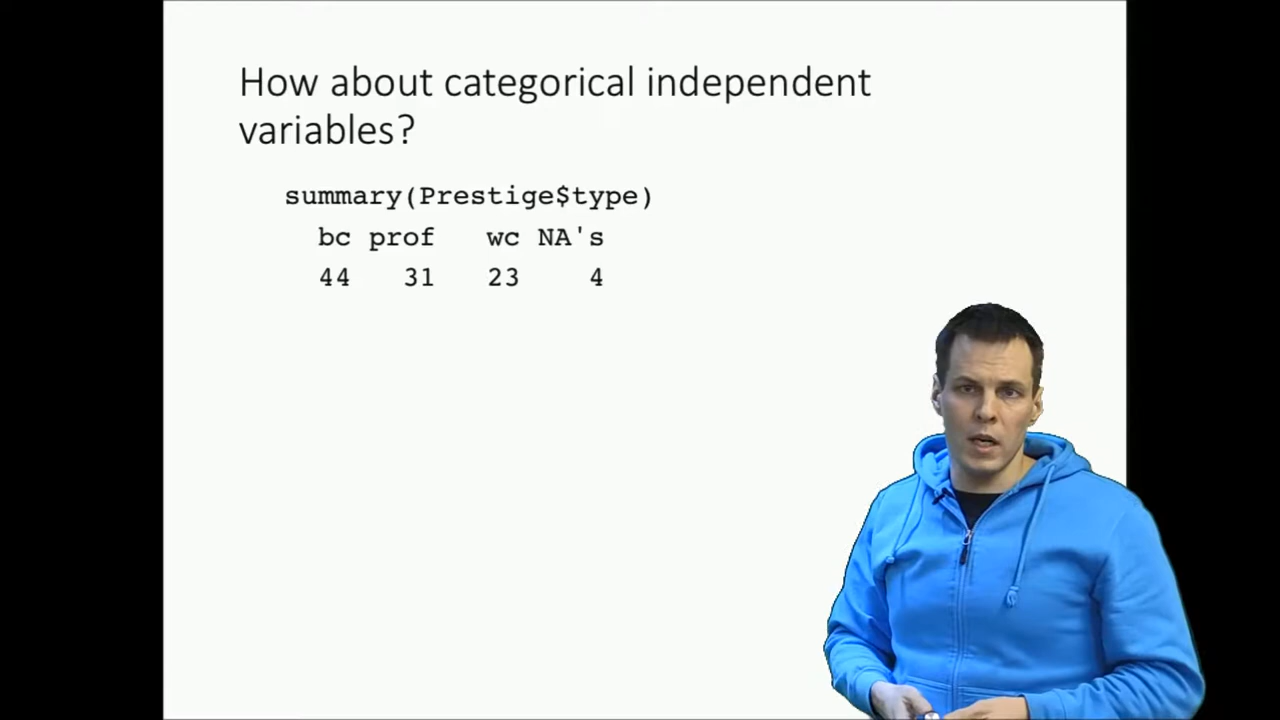 How about categorical independent
variables?
summary(Prestige$type)
bc prof wc NA's
44 31 23 4